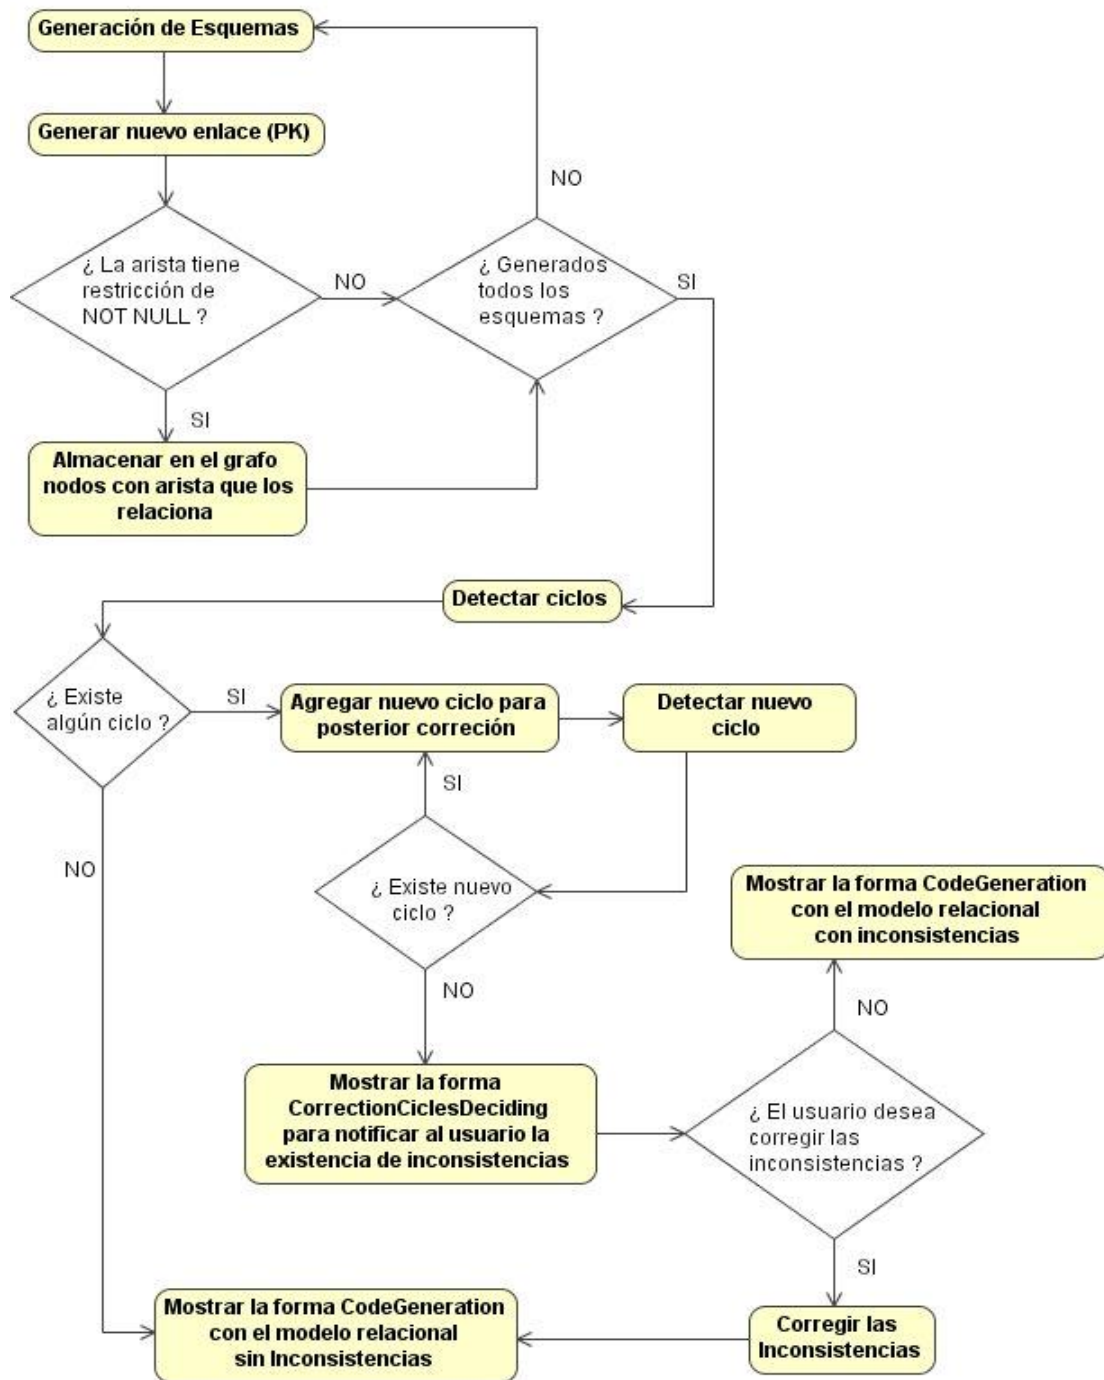 Generación de Esquemas
Generar nuevo enlace (PK)
NO
¿ La arista tiene
restricción de
NOT NULL ?
NO
¿ Generados
todos los
esquemas ?
SI
SI
Almacenar en el grafo
nodos con arista que los
relaciona
Detectar ciclos
¿ Existe
algún ciclo ?
SI
Agregar nuevo ciclo para
posterior correción
Detectar nuevo
ciclo
SI
NO
¿ Existe nuevo
ciclo ?
Mostrar la forma CodeGeneration
con el modelo relacional
con inconsistencias
NO
NO
Mostrar la forma
CorrectionCiclesDeciding
para notificar al usuario la
existencia de inconsistencias
¿ El usuario desea
corregir las
inconsistencias ?
SI
Mostrar la forma CodeGeneration
con el modelo relacional
sin Inconsistencias
Corregir las
Inconsistencias